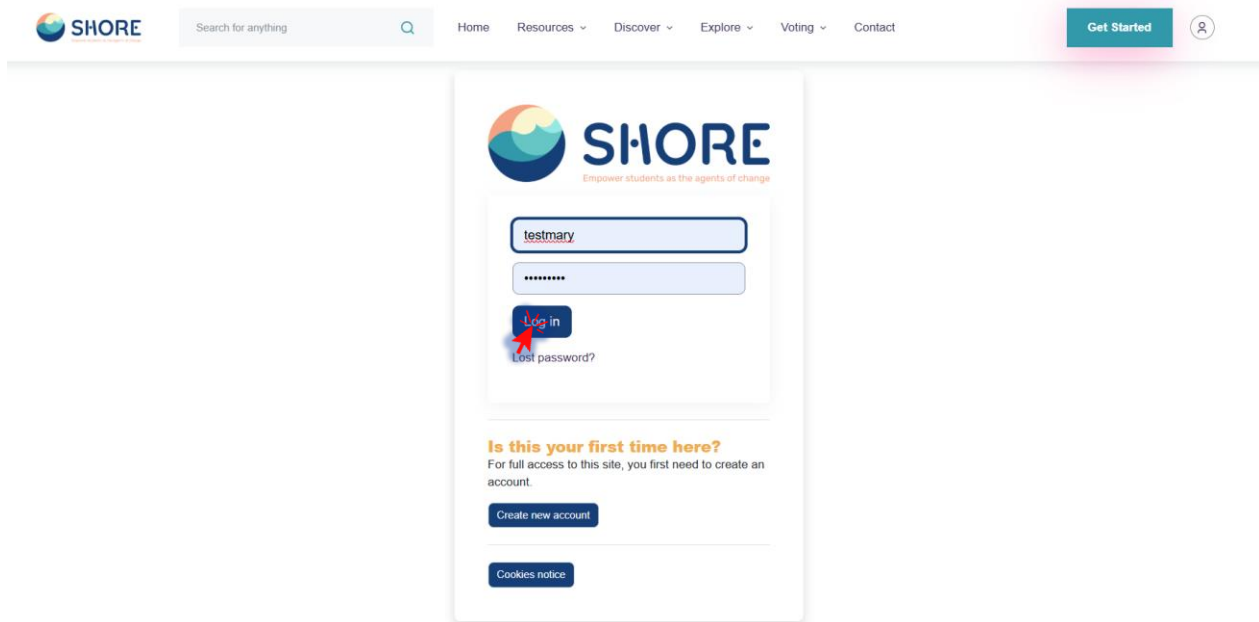 SHORE
Search for anything
Home Resources Discover Explore Voting Contact
Get Started
SHORE
Empower students as the agents of change
testmary
•••••••••
Log in
Lost password?
Is this your first time here?
For full access to this site, you first need to create an
account.
Create new account
Cookies notice